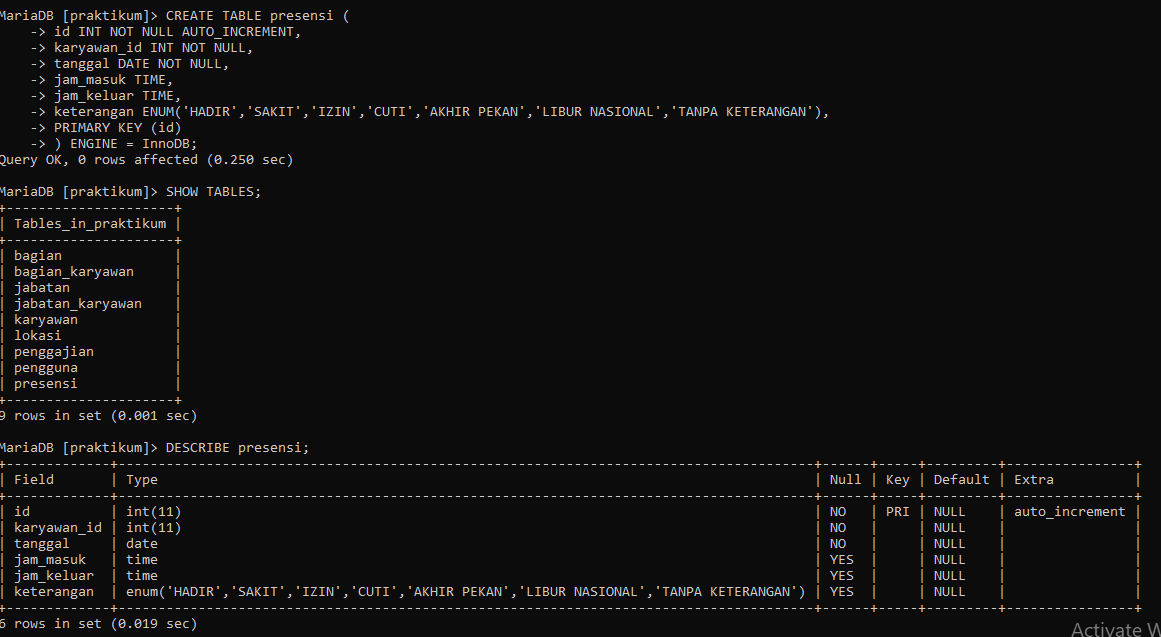 MariaDB [praktikum]> CREATE TABLE presensi (
    -> id INT NOT NULL AUTO_INCREMENT,
    -> karyawan_id INT NOT NULL,
    -> tanggal DATE NOT NULL,
    -> jam_masuk TIME,
    -> jam_keluar TIME,
    -> keterangan ENUM('HADIR','SAKIT','IZIN','CUTI','AKHIR PEKAN','LIBUR NASIONAL','TANPA KETERANGAN'),
    -> PRIMARY KEY (id)
    -> ) ENGINE = InnoDB;
Query OK, 0 rows affected (0.250 sec)
MariaDB [praktikum]> SHOW TABLES;
+---------------------+
| Tables_in_praktikum |
+---------------------+
| bagian              |
| bagian_karyawan     |
| jabatan             |
| jabatan_karyawan    |
| karyawan            |
| lokasi              |
| penggajian          |
| pengguna            |
| presensi            |
+---------------------+
9 rows in set (0.001 sec)
MariaDB [praktikum]> DESCRIBE presensi;
+-------------+---------------------------------------------------------------------------------------+------+-----+---------+----------------+
| Field       | Type                                                                                  | Null | Key | Default | Extra          |
+-------------+---------------------------------------------------------------------------------------+------+-----+---------+----------------+
| id          | int(11)                                                                               | NO   | PRI | NULL    | auto_increment |
| karyawan_id | int(11)                                                                               | NO   |     | NULL    |                |
| tanggal     | date                                                                                  | NO   |     | NULL    |                |
| jam_masuk   | time                                                                                  | YES  |     | NULL    |                |
| jam_keluar  | time                                                                                  | YES  |     | NULL    |                |
| keterangan  | enum('HADIR','SAKIT','IZIN','CUTI','AKHIR PEKAN','LIBUR NASIONAL','TANPA KETERANGAN') | YES  |     | NULL    |                |
+-------------+---------------------------------------------------------------------------------------+------+-----+---------+----------------+
6 rows in set (0.019 sec)
Activate W